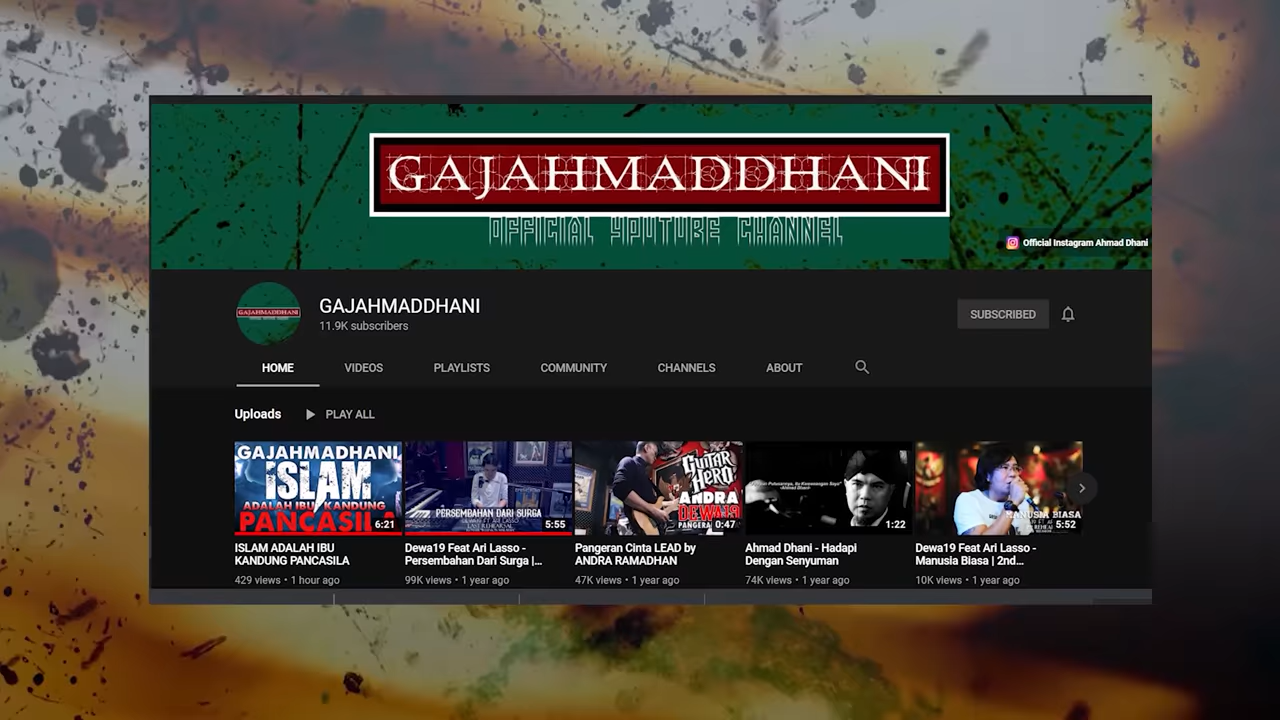 GAJAHMADDHANI
OFFICIAL YOUTUBE CHANNEL
Official Instagram Ahmad Dhani
GAJAHMADDHANI
GAJAHMADDHANI
11.9K subscribers
SUBSCRIBED
HOME VIDEOS PLAYLISTS COMMUNITY CHANNELS ABOUT
Uploads PLAY ALL
GAJAHMADHANI
ISLAM
ADALAH IBU KANDUNG
PANCASIL
6:21
ISLAM ADALAH IBU
KANDUNG PANCASILA
429 views • 1 hour ago
PERSEMBAHAN DARI SURGA
5:55
Dewa19 Feat Ari Lasso -
Persembahan Dari Surga |...
99K views • 1 year ago
GUITAR
HERO
ANDRA
DEWA19
PANGERA
0:47
Pangeran Cinta LEAD by
ANDRA RAMADHAN
47K views • 1 year ago
-Ahmad Dhani
1:22
Ahmad Dhani - Hadapi
Dengan Senyuman
74K views • 1 year ago
MANUSIA BIASA
5:52
Dewa19 Feat Ari Lasso -
Manusia Biasa | 2nd...
10K views • 1 year ago